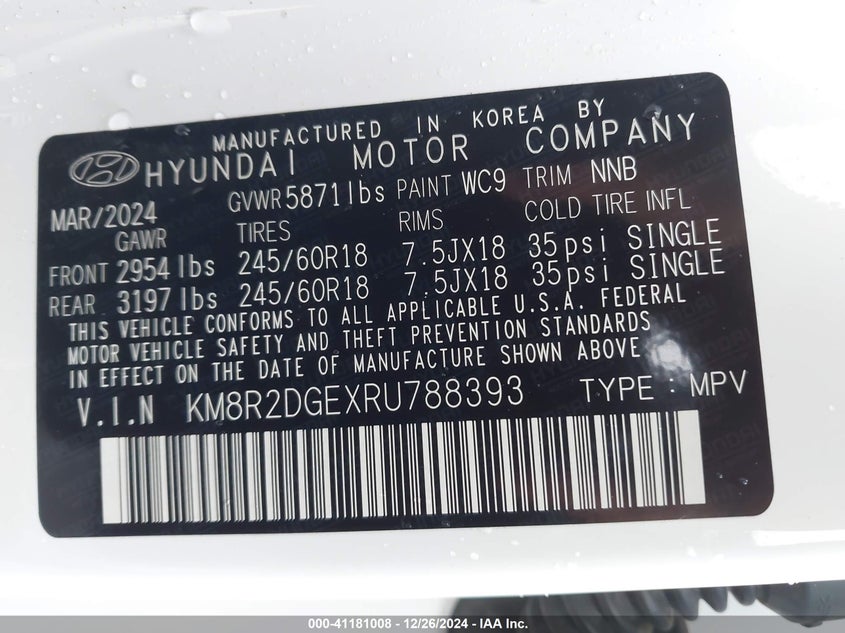 MANUFACTURED IN KOREA BY
HYUNDAI MOTOR COMPANY
MAR/2024 GVWR 5871lbs PAINT WC9 TRIM NNB
GAWR TIRES RIMS COLD TIRE INFL
FRONT 2954 lbs 245/60R18 7.5JX18 35psi SINGLE
REAR 3197 lbs 245/60R18 7.5JX18 35psi SINGLE
THIS VEHICLE CONFORMS TO ALL APPLICABLE U.S.A. FEDERAL
MOTOR VEHICLE SAFETY AND THEFT PREVENTION STANDARDS
IN EFFECT ON THE DATE OF MANUFACTURE SHOWN ABOVE
V.I.N KM8R2DGEXRU788393 TYPE : MPV
000-41181008 - 12/26/2024 - IAA Inc.